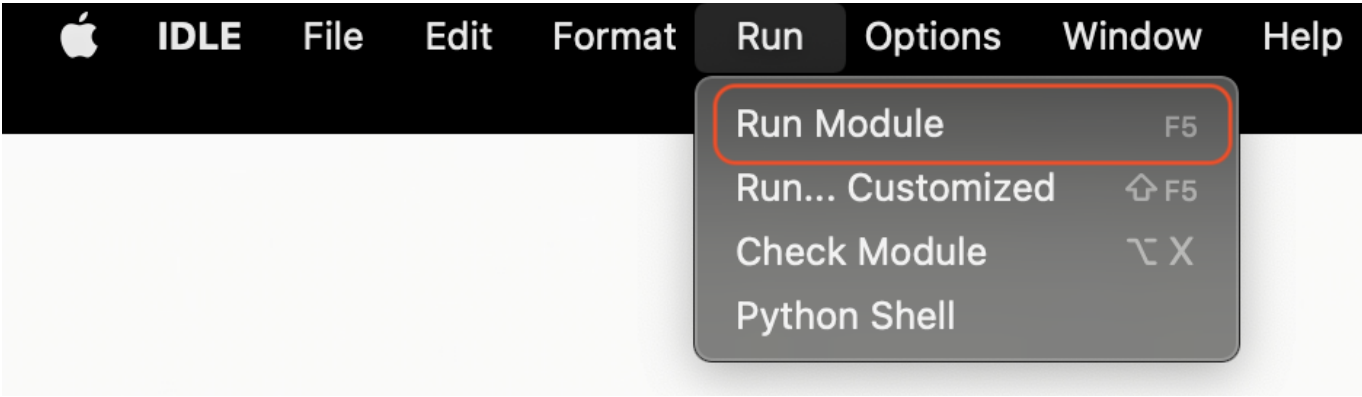 IDLE File Edit Format Run Options Window Help
Run Module F5
Run... Customized ⇧ F5
Check Module ⌥ X
Python Shell